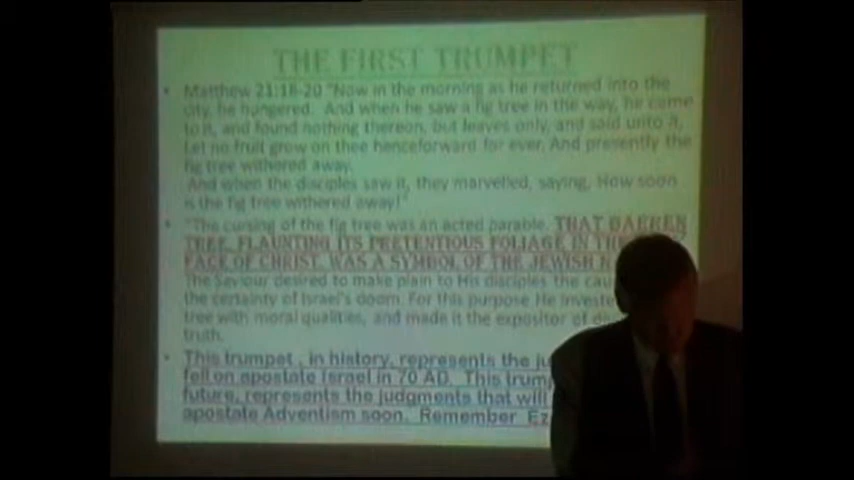 THE FIRST TRUMPET
• Matthew 21:18-20 "Now in the morning as he returned into the
city, he hungered. And when he saw a fig tree in the way, he came
to it, and found nothing thereon, but leaves only, and said unto it,
Let no fruit grow on thee henceforward for ever. And presently the
fig tree withered away.
And when the disciples saw it, they marvelled, saying, How soon
is the fig tree withered away!"
• "The cursing of the fig tree was an acted parable. THAT BARREN
TREE, FLAUNTING ITS PRETENTIOUS FOLIAGE IN THE
FACE OF CHRIST, WAS A SYMBOL OF THE JEWISH N
The Saviour desired to make plain to His disciples the cau
the certainty of Israel's doom. For this purpose He investe
tree with moral qualities, and made it the expositor of
truth.
• This trumpet, in history, represents the ju
fell on apostate Israel in 70 AD. This trump
future, represents the judgments that will
apostate Adventism soon. Remember Ez